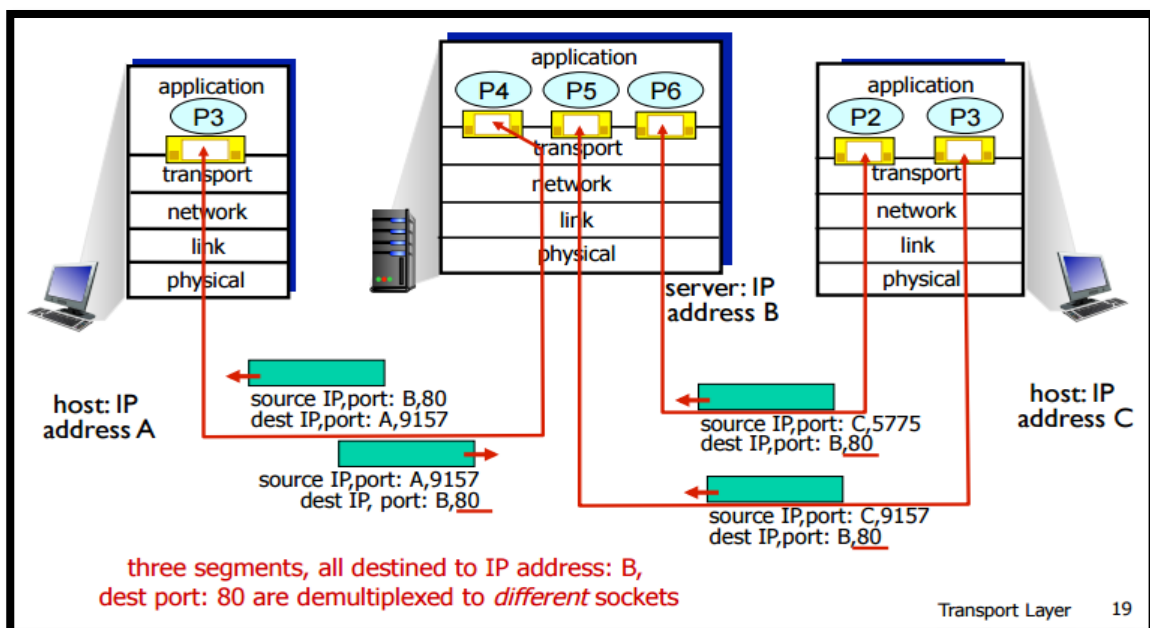 application
P3
transport
network
link
physical
application
P4
P5
P6
transport
network
link
physical
application
P2
P3
transport
network
link
physical
server: IP
address B
host: IP
address A
host: IP
address C
source IP,port: B,80
dest IP,port: A,9157
source IP,port: A,9157
dest IP, port: B,80
source IP,port: C,5775
dest IP,port: B,80
source IP,port: C,9157
dest IP,port: B,80
three segments, all destined to IP address: B,
dest port: 80 are demultiplexed to different sockets
Transport Layer 19